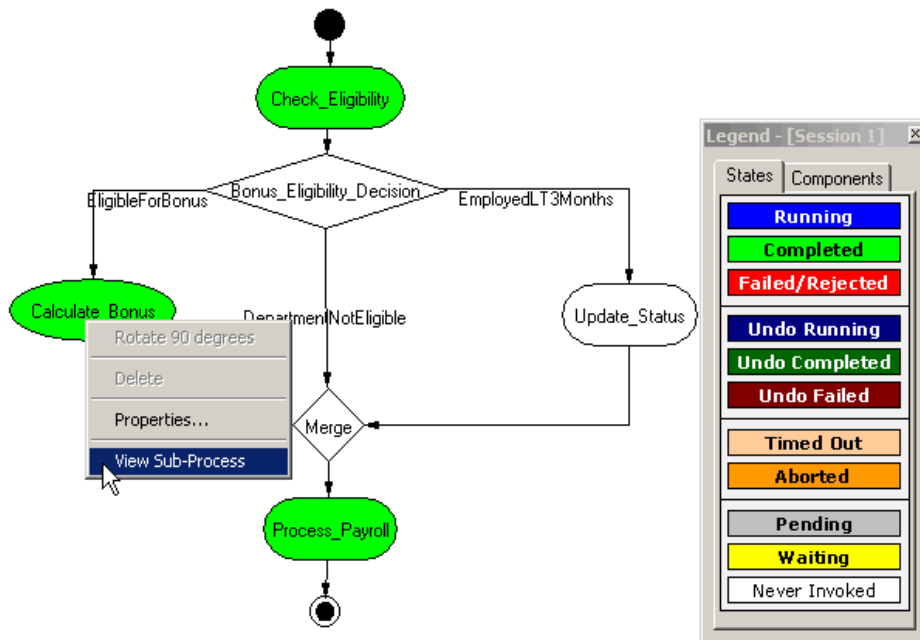 Check_Eligibility
Bonus_Eligibility_Decision
EligibleForBonus
EmployedLT3Months
Calculate_Bonus
DepartmentNotEligible
Update_Status
Rotate 90 degrees
Delete
Properties...
View Sub-Process
Merge
Process_Payroll
Legend - [Session 1]
States
Components
Running
Completed
Failed/Rejected
Undo Running
Undo Completed
Undo Failed
Timed Out
Aborted
Pending
Waiting
Never Invoked